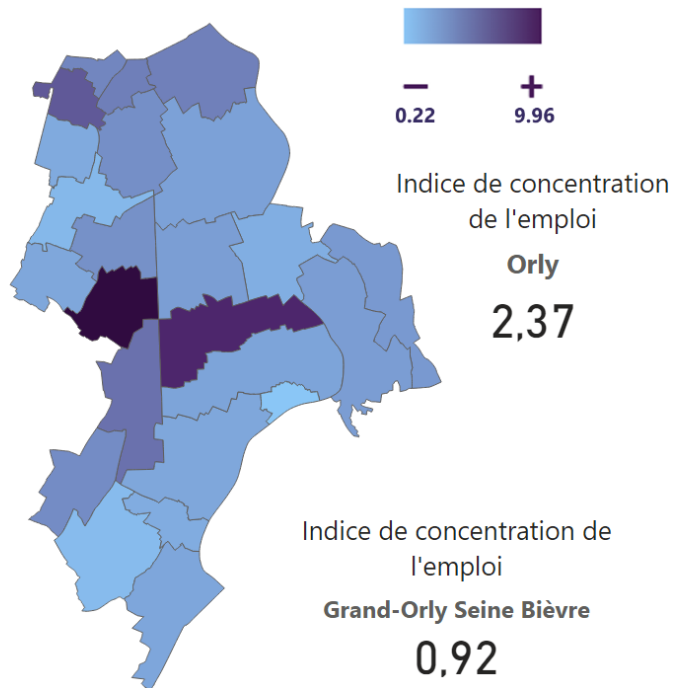 − +
0.22 9.96
Indice de concentration
de l'emploi
Orly
2,37
Indice de concentration de
l'emploi
Grand-Orly Seine Bièvre
0,92